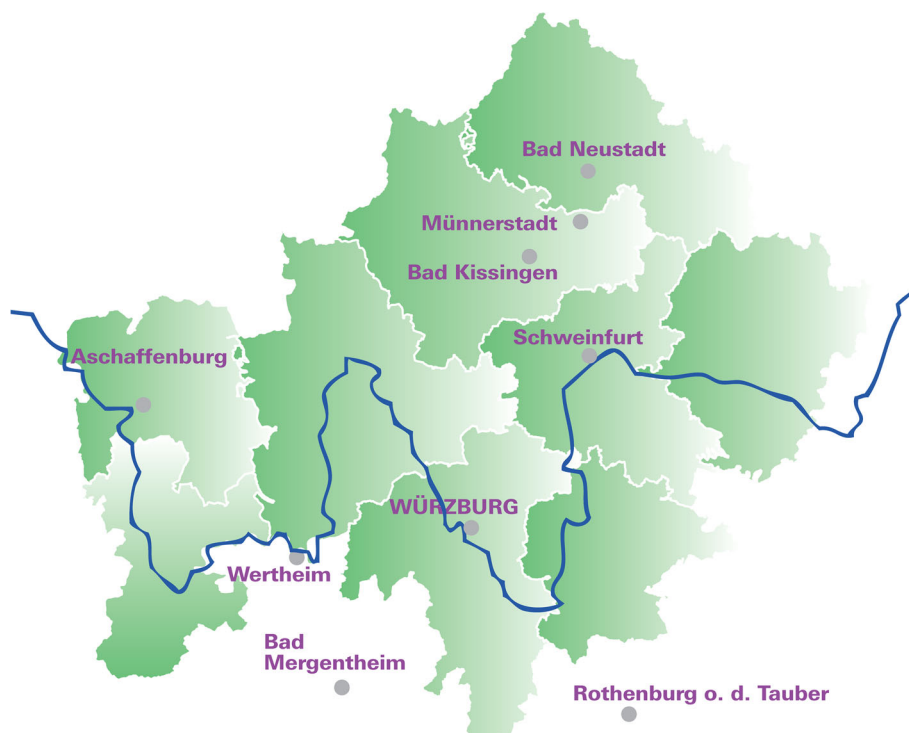 Bad Neustadt
Münnerstadt
Bad Kissingen
Schweinfurt
Aschaffenburg
WÜRZBURG
Wertheim
Bad
Mergentheim
Rothenburg o. d. Tauber